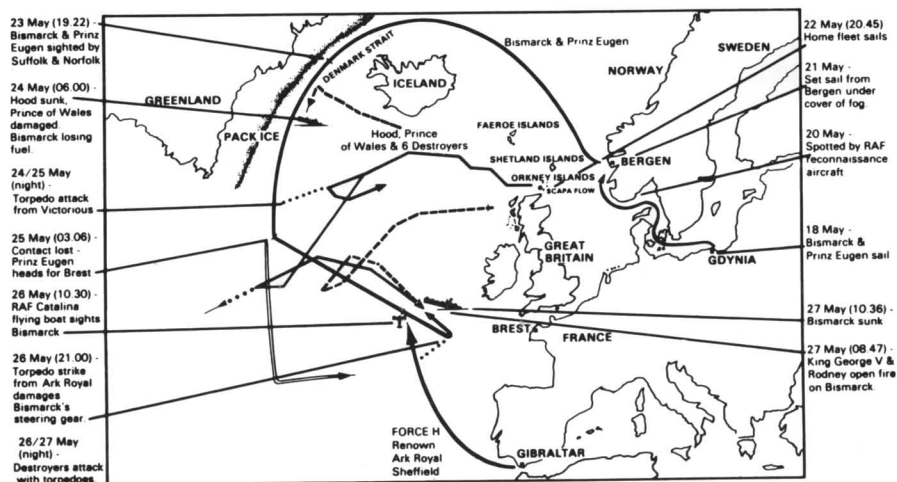 23 May (19.22) -
Bismarck & Prinz
Eugen sighted by
Suffolk & Norfolk
24 May (06.00) -
Hood sunk,
Prince of Wales
damaged.
Bismarck losing
fuel.
24/25 May
(night) -
Torpedo attack
from Victorious
25 May (03.06) -
Contact lost -
Prinz Eugen
heads for Brest
26 May (10.30) -
RAF Catalina
flying boat sights
Bismarck
26 May (21.00) -
Torpedo strike
from Ark Royal
damages
Bismarck's
steering gear.
26/27 May
(night) -
Destroyers attack
with torpedoes.
GREENLAND
PACK ICE
DENMARK STRAIT
ICELAND
Bismarck & Prinz Eugen
Hood, Prince
of Wales & 6 Destroyers
FAEROE ISLANDS
SHETLAND ISLANDS
ORKNEY ISLANDS
SCAPA FLOW
NORWAY
SWEDEN
BERGEN
GREAT
BRITAIN
GDYNIA
BREST
FRANCE
FORCE H
Renown
Ark Royal
Sheffield
GIBRALTAR
22 May (20.45)
Home fleet sails
21 May -
Set sail from
Bergen under
cover of fog.
20 May -
Spotted by RAF
reconnaissance
aircraft
18 May -
Bismarck &
Prinz Eugen sail
27 May (10.36) -
Bismarck sunk
27 May (08.47) -
King George V &
Rodney open fire
on Bismarck.